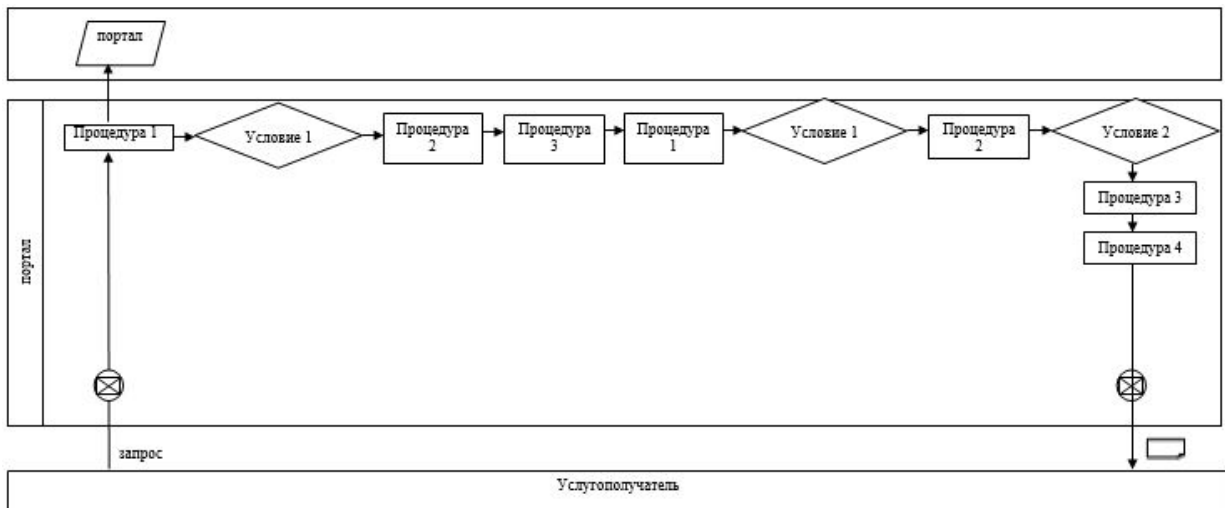 портал
портал
Процедура 1
Условие 1
Процедура
2
Процедура
3
Процедура
1
Условие 1
Процедура
2
Условие 2
Процедура 3
Процедура 4
запрос
Услугополучатель